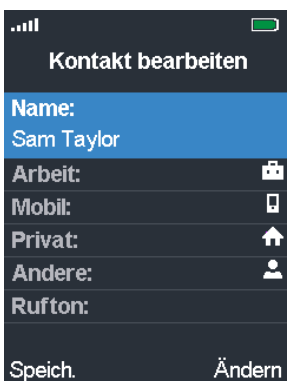 Kontakt bearbeiten
Name:
Sam Taylor
Arbeit:
Mobil:
Privat:
Andere:
Rufton:
Speich. Ändern